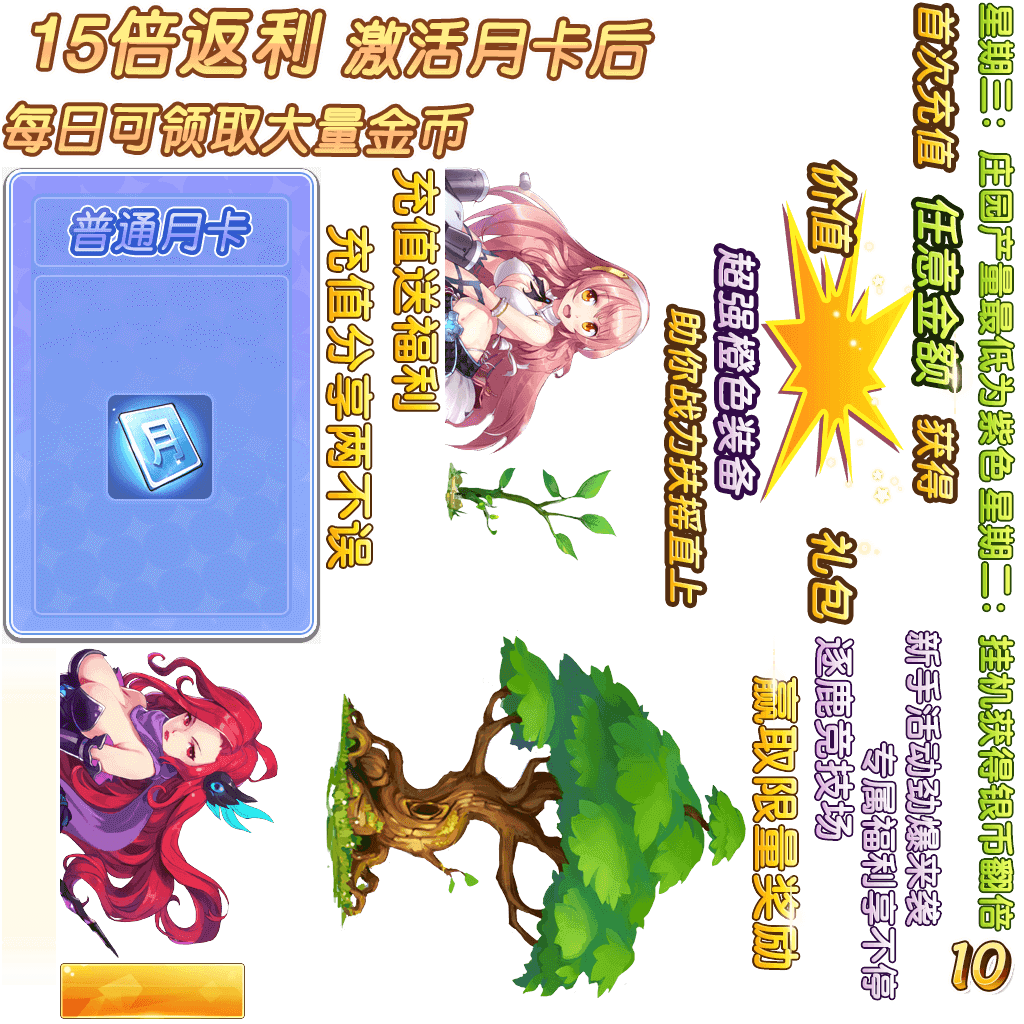 15倍返利 激活月卡后
每日可领取大量金币
普通月卡
月
充值送福利
充值分享两不误
超强橙色装备
助你战力扶摇直上
价值
礼包
首次充值 任意金额 获得
星期三：庄园产量最低为紫色
星期二：挂机获得银币翻倍
新手活动劲爆来袭
专属福利享不停
逐鹿竞技场
赢取限量奖励
10